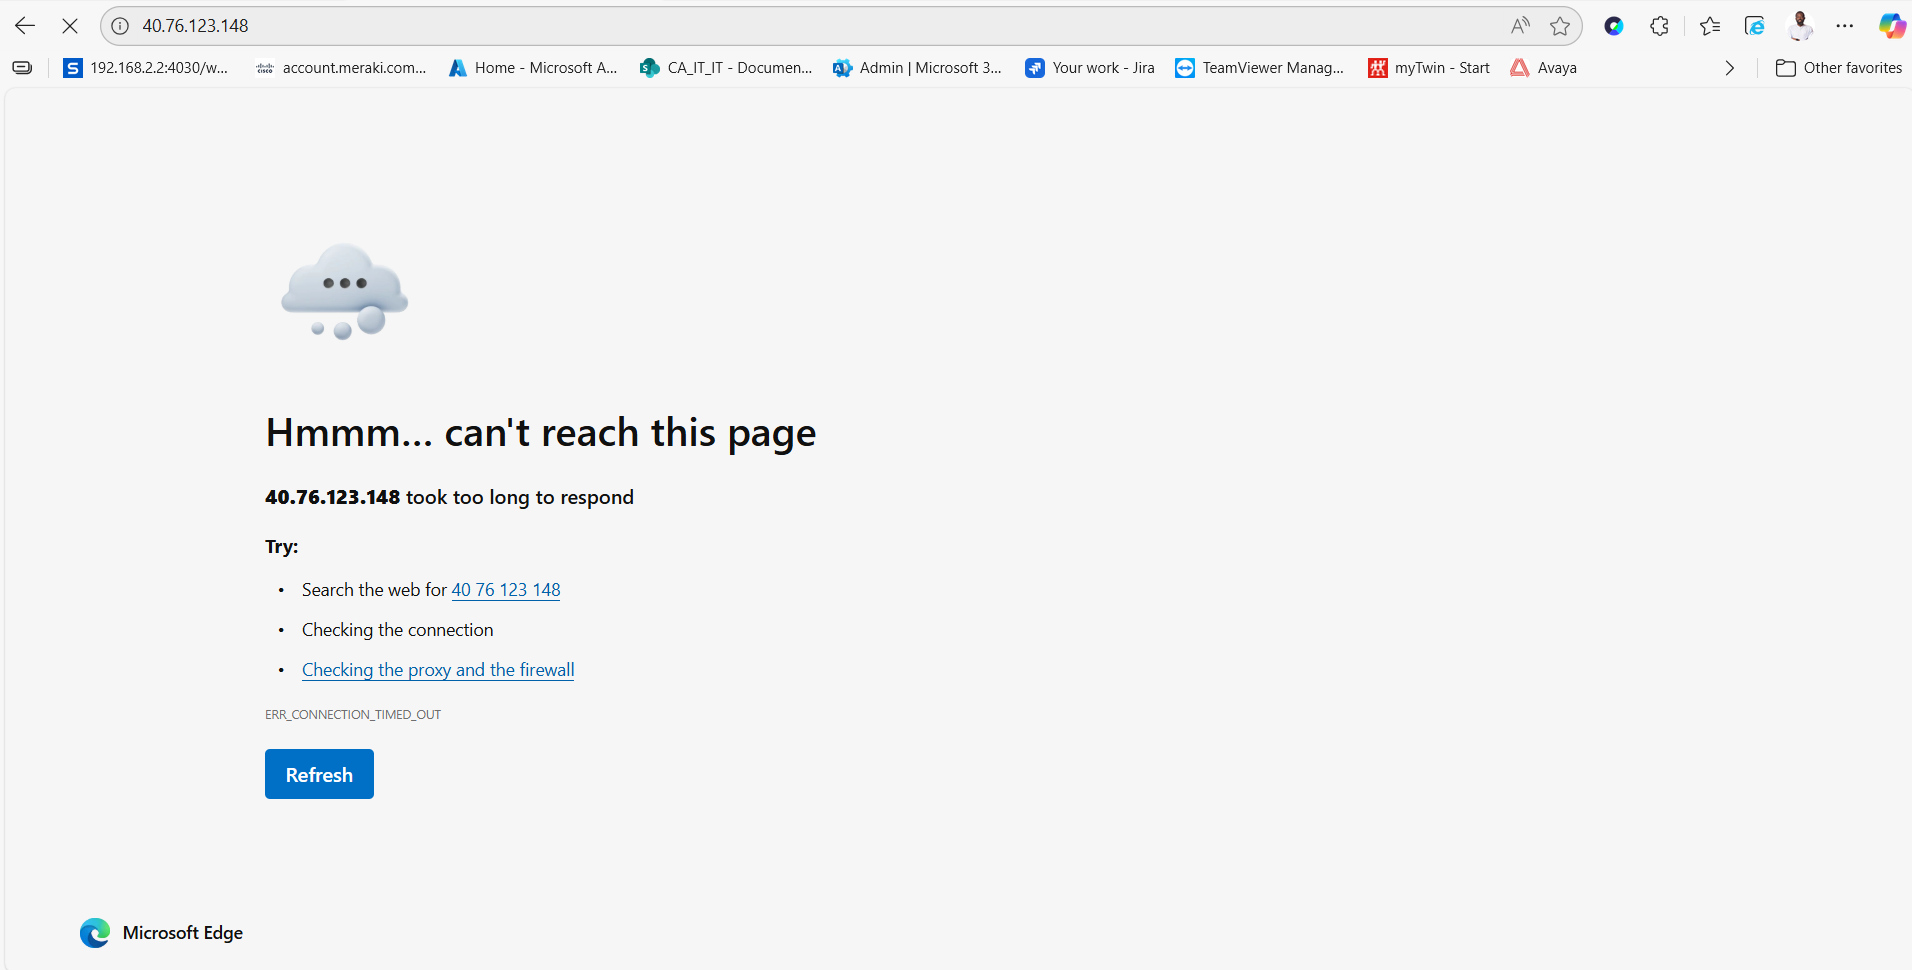 40.76.123.148
192.168.2.2:4030/w... account.meraki.com... Home - Microsoft A... CA_IT_IT - Documen... Admin | Microsoft 3... Your work - Jira TeamViewer Manag... myTwin - Start Avaya Other favorites
Hmmm... can't reach this page
40.76.123.148 took too long to respond
Try:
• Search the web for 40 76 123 148
• Checking the connection
• Checking the proxy and the firewall
ERR_CONNECTION_TIMED_OUT
Refresh
Microsoft Edge